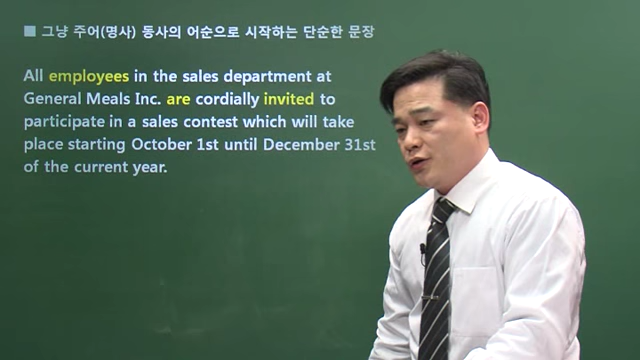 ■ 그냥 주어(명사) 동사의 어순으로 시작하는 단순한 문장
All employees in the sales department at
General Meals Inc. are cordially invited to
participate in a sales contest which will take
place starting October 1st until December 31st
of the current year.